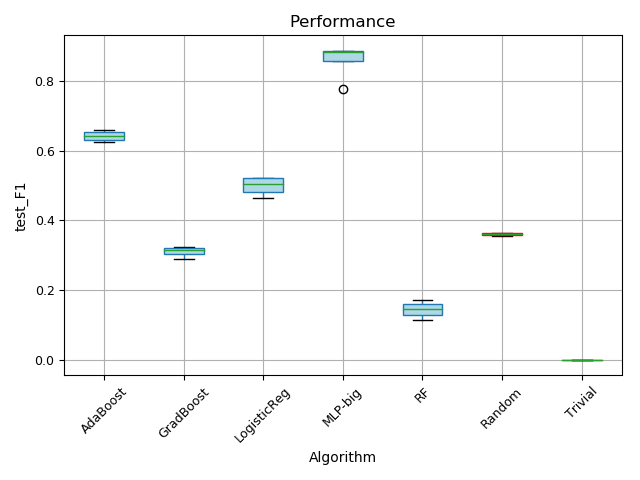 Performance
test_F1
0.8
0.6
0.4
0.2
0.0
AdaBoost
GradBoost
LogisticReg
MLP-big
RF
Random
Trivial
Algorithm